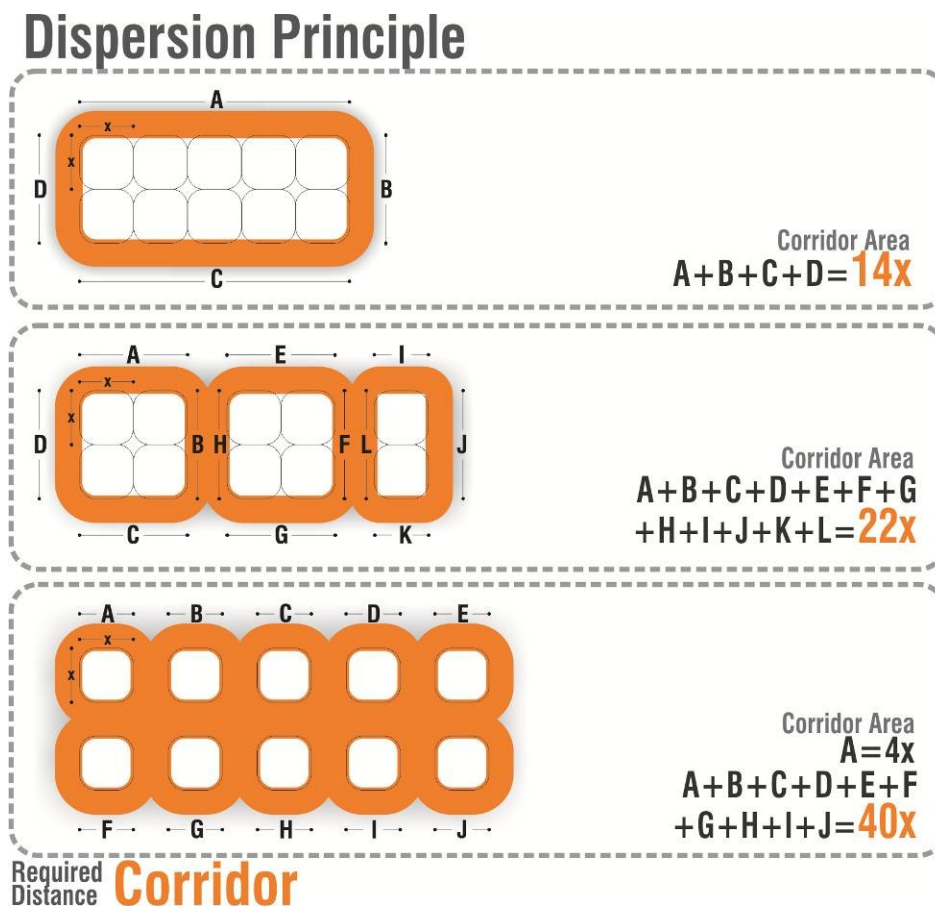 Dispersion Principle
A
x
x
D
B
C
Corridor Area
A+B+C+D=14x
A
E
I
x
x
D
B
H
F
L
J
C
G
K
Corridor Area
A+B+C+D+E+F+G
+H+I+J+K+L=22x
A
B
C
D
E
x
x
F
G
H
I
J
Corridor Area
A=4x
A+B+C+D+E+F
+G+H+I+J=40x
Required
Distance
Corridor